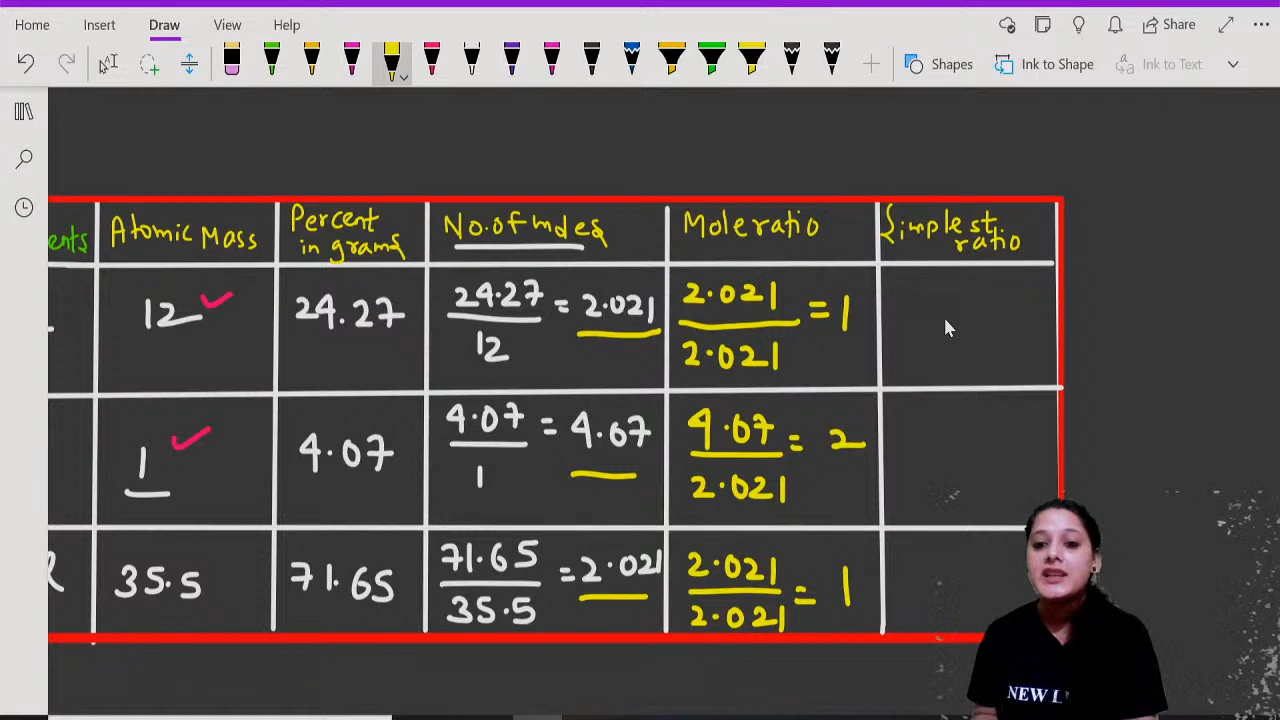 Home Insert Draw View Help Share
Shapes Ink to Shape Ink to Text
ents Atomic Mass Percent in grams No. of moles Mole ratio Simplest ratio
12 24.27 24.27/12 = 2.021 2.021/2.021 = 1
1 4.07 4.07/1 = 4.07 4.07/2.021 = 2
35.5 71.65 71.65/35.5 = 2.021 2.021/2.021 = 1